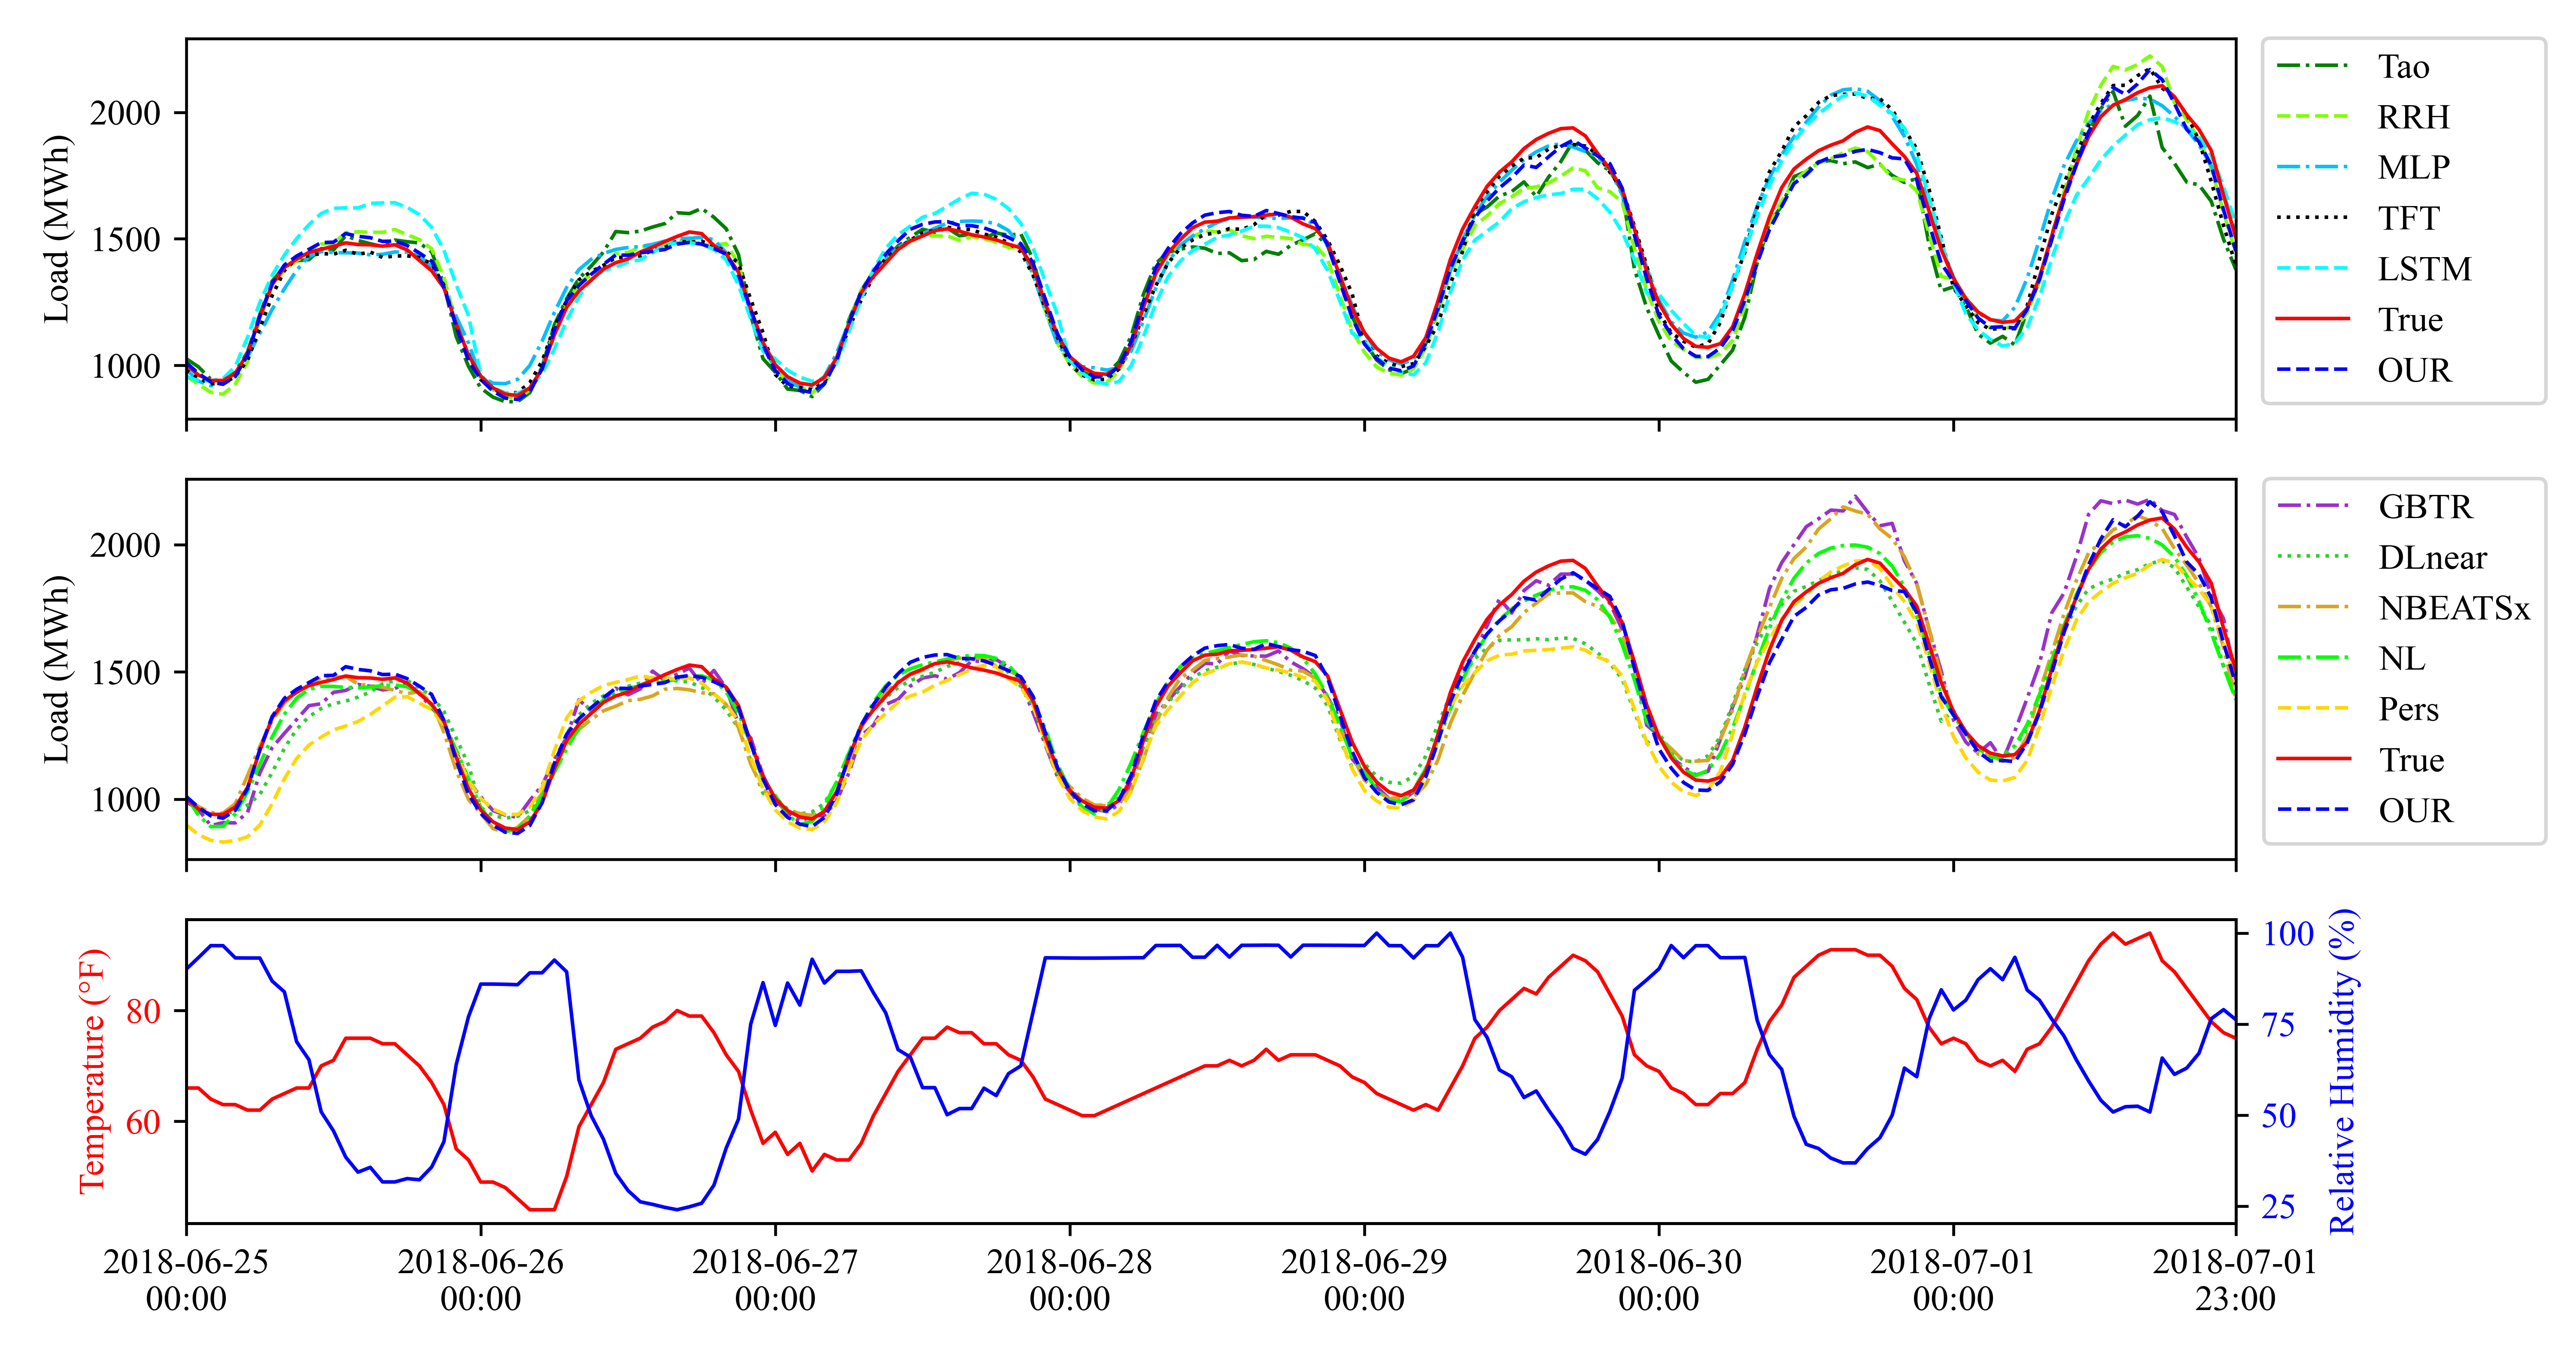 Load (MWh)
2000
1500
1000
Tao
RRH
MLP
TFT
LSTM
True
OUR
Load (MWh)
2000
1500
1000
GBTR
DLnear
NBEATSx
NL
Pers
True
OUR
Temperature (°F)
80
60
100
75
50
25
Relative Humidity (%)
2018-06-25 2018-06-26 2018-06-27 2018-06-28 2018-06-29 2018-06-30 2018-07-01 2018-07-01
00:00 00:00 00:00 00:00 00:00 00:00 00:00 23:00